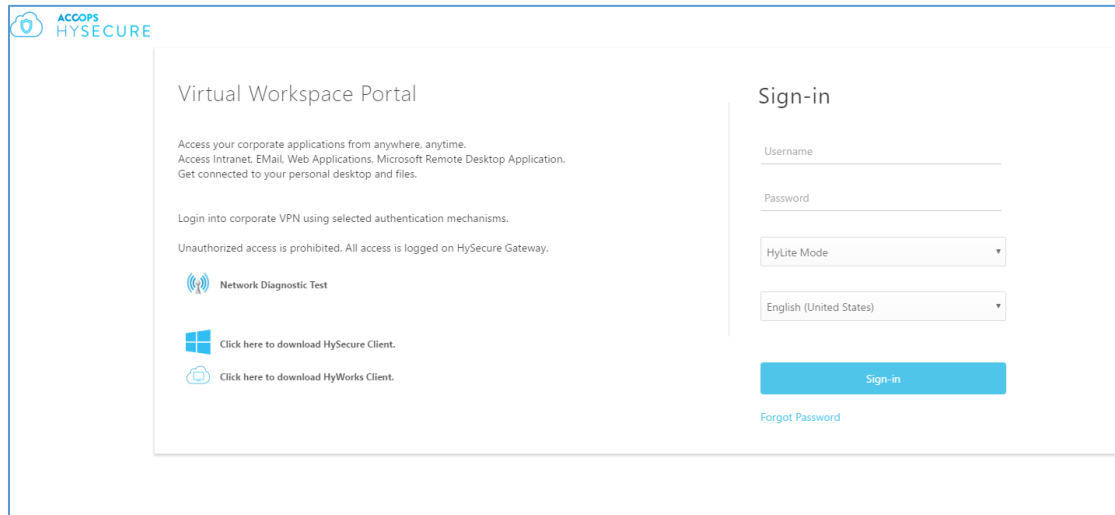 ACCOPS
HYSECURE
Virtual Workspace Portal
Access your corporate applications from anywhere, anytime.
Access Intranet, EMail, Web Applications, Microsoft Remote Desktop Application.
Get connected to your personal desktop and files.
Login into corporate VPN using selected authentication mechanisms.
Unauthorized access is prohibited. All access is logged on HySecure Gateway.
Network Diagnostic Test
Click here to download HySecure Client.
Click here to download HyWorks Client.
Sign-in
Username
Password
HyLite Mode
English (United States)
Sign-in
Forgot Password